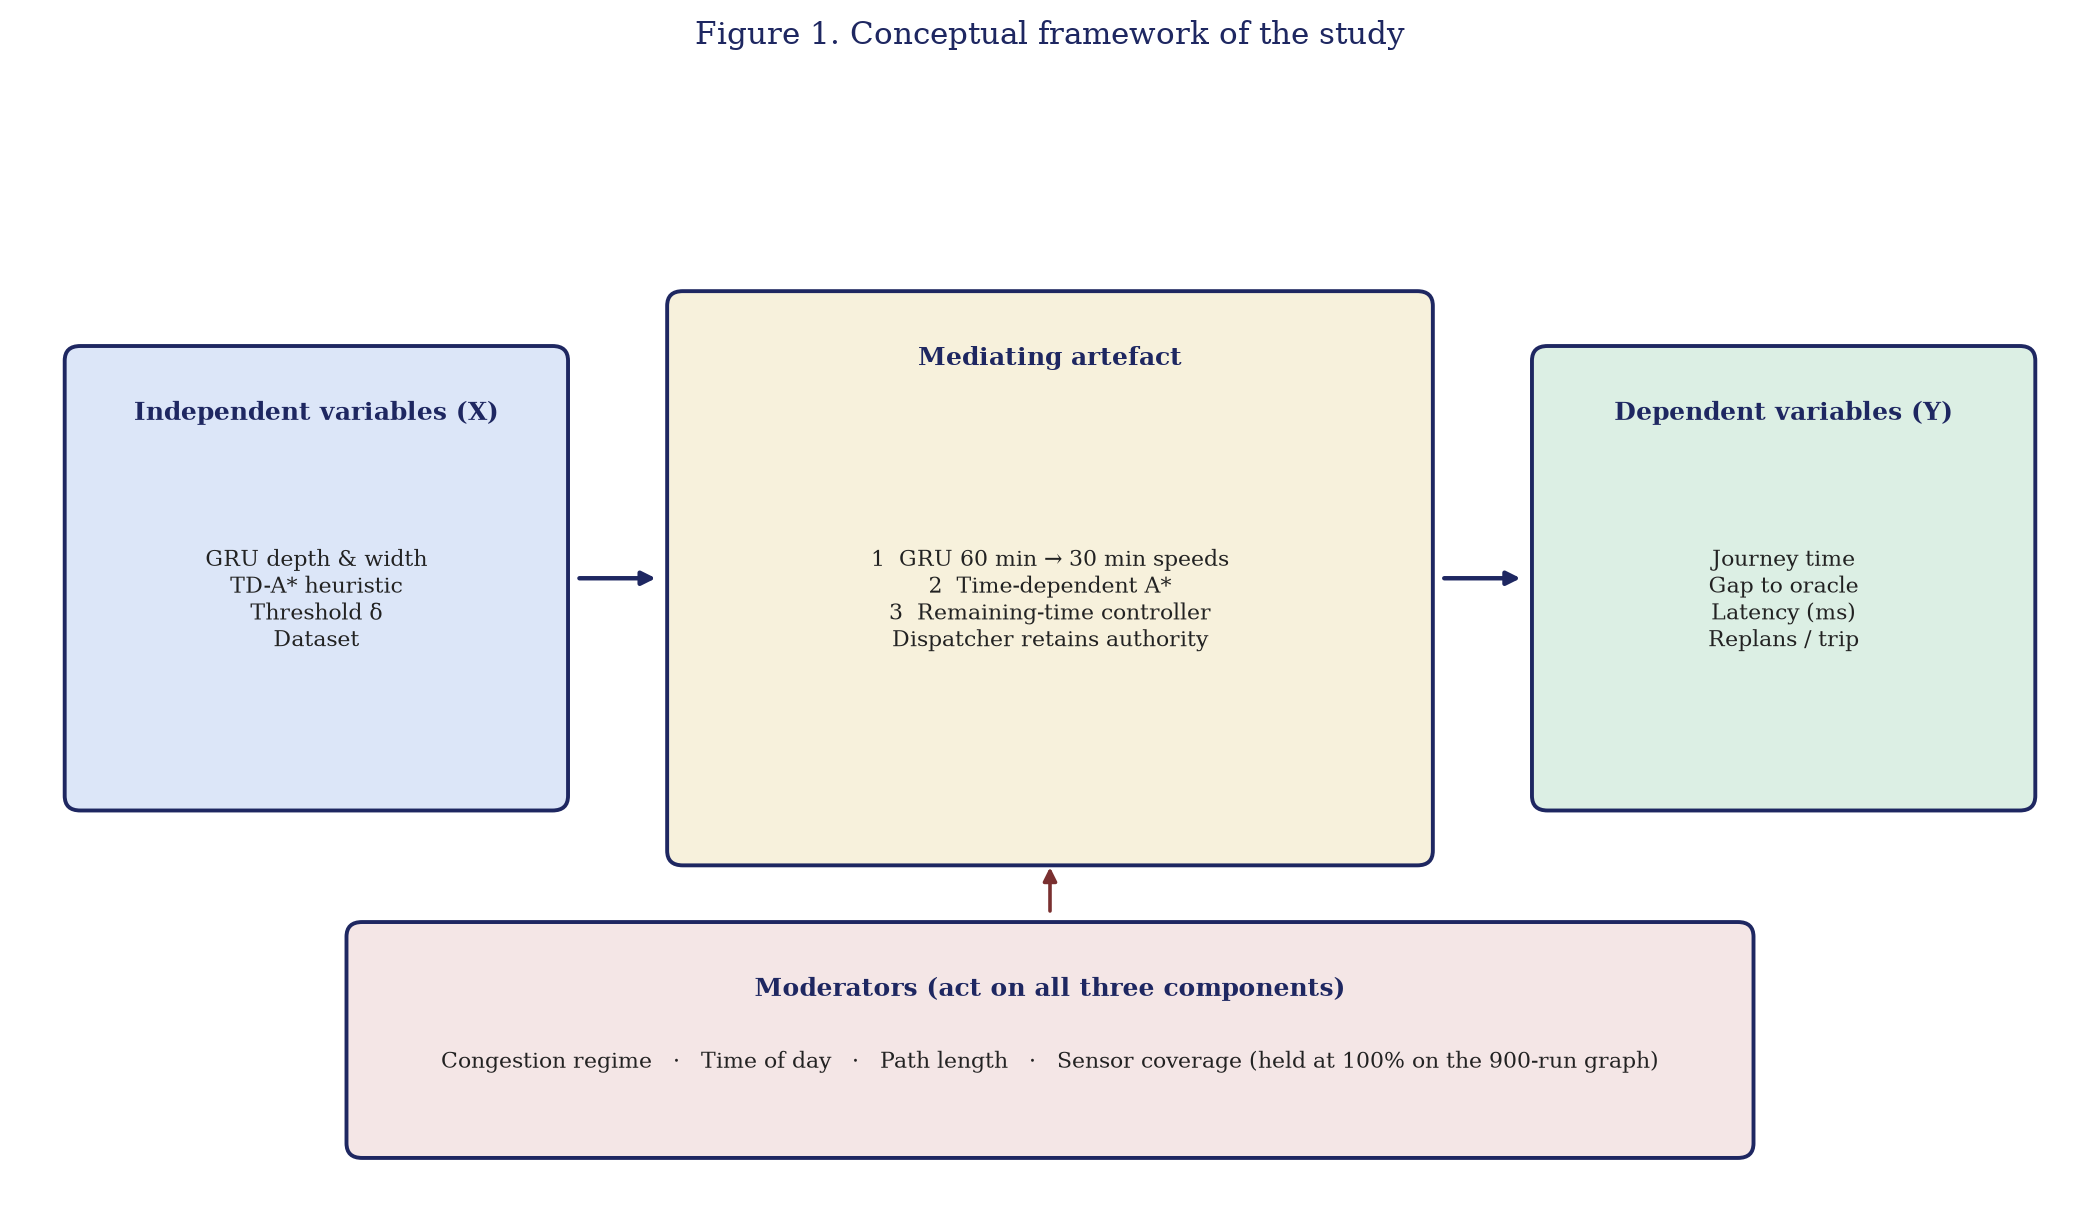 Figure 1. Conceptual framework of the study
Independent variables (X)
GRU depth & width
TD-A* heuristic
Threshold δ
Dataset
Mediating artefact
1  GRU 60 min → 30 min speeds
2  Time-dependent A*
3  Remaining-time controller
Dispatcher retains authority
Dependent variables (Y)
Journey time
Gap to oracle
Latency (ms)
Replans / trip
Moderators (act on all three components)
Congestion regime   ·   Time of day   ·   Path length   ·   Sensor coverage (held at 100% on the 900-run graph)